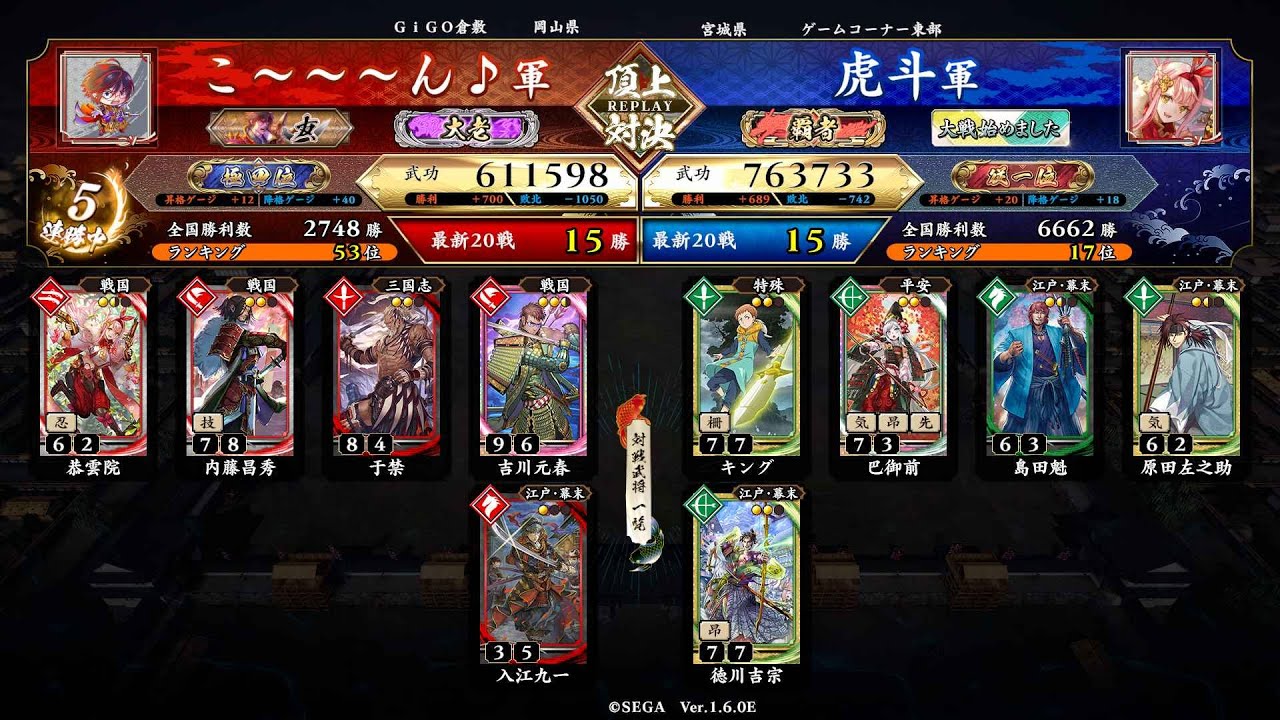 GiGO倉敷 岡山県
宮城県 ゲームコーナー東部
こ～～～ん♪軍
頂上
REPLAY
対決
虎斗軍
大老
覇者
大戦始めました
極四位
武功 611598
勝利 +700 敗北 -1050
武功 763733
勝利 +689 敗北 -742
昇格ゲージ +12 降格ゲージ +40
昇格ゲージ +20 降格ゲージ +18
5
連勝中
全国勝利数 2748 勝
ランキング 53位
最新20戦 15勝
最新20戦 15勝
全国勝利数 6662 勝
ランキング 17位
戦国
忍
6 2
恭雲院
戦国
技
7 8
内藤昌秀
三国志
8 4
于禁
戦国
9 6
吉川元春
対戦武将一覧
特殊
柵
7 7
キング
平安
気 昂 先
7 3
巴御前
江戸・幕末
6 3
島田魁
江戸・幕末
気
6 2
原田左之助
江戸・幕末
3 5
入江九一
江戸・幕末
昂
7 7
徳川吉宗
©SEGA Ver.1.6.0E